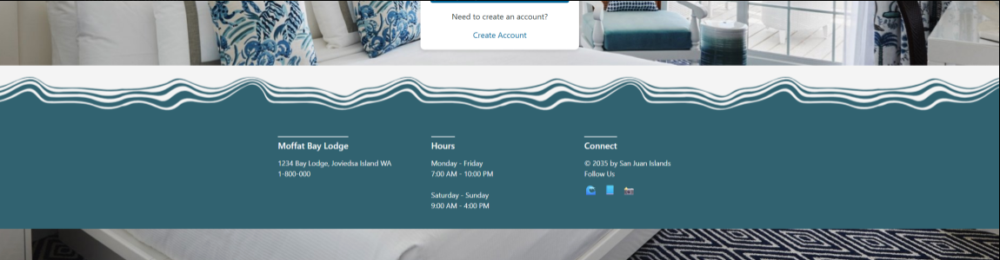 Need to create an account?
Create Account
Moffat Bay Lodge
1234 Bay Lodge, Joviedsa Island WA
1-800-000
Hours
Monday - Friday
7:00 AM - 10:00 PM
Saturday - Sunday
9:00 AM - 4:00 PM
Connect
© 2035 by San Juan Islands
Follow Us